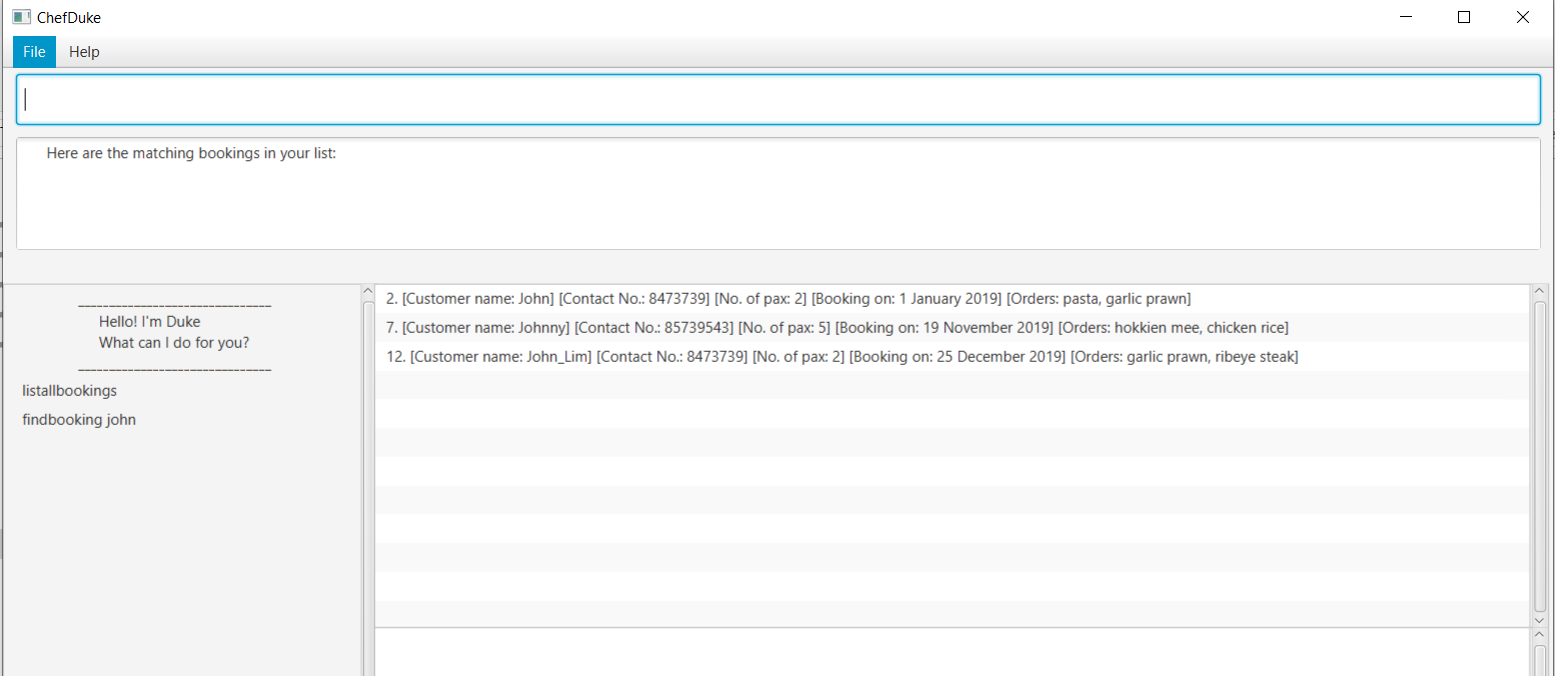 ChefDuke
File Help
Here are the matching bookings in your list:
_______________________________
Hello! I'm Duke
What can I do for you?
_______________________________
listallbookings
findbooking john
2. [Customer name: John] [Contact No.: 8473739] [No. of pax: 2] [Booking on: 1 January 2019] [Orders: pasta, garlic prawn]
7. [Customer name: Johnny] [Contact No.: 85739543] [No. of pax: 5] [Booking on: 19 November 2019] [Orders: hokkien mee, chicken rice]
12. [Customer name: John_Lim] [Contact No.: 8473739] [No. of pax: 2] [Booking on: 25 December 2019] [Orders: garlic prawn, ribeye steak]